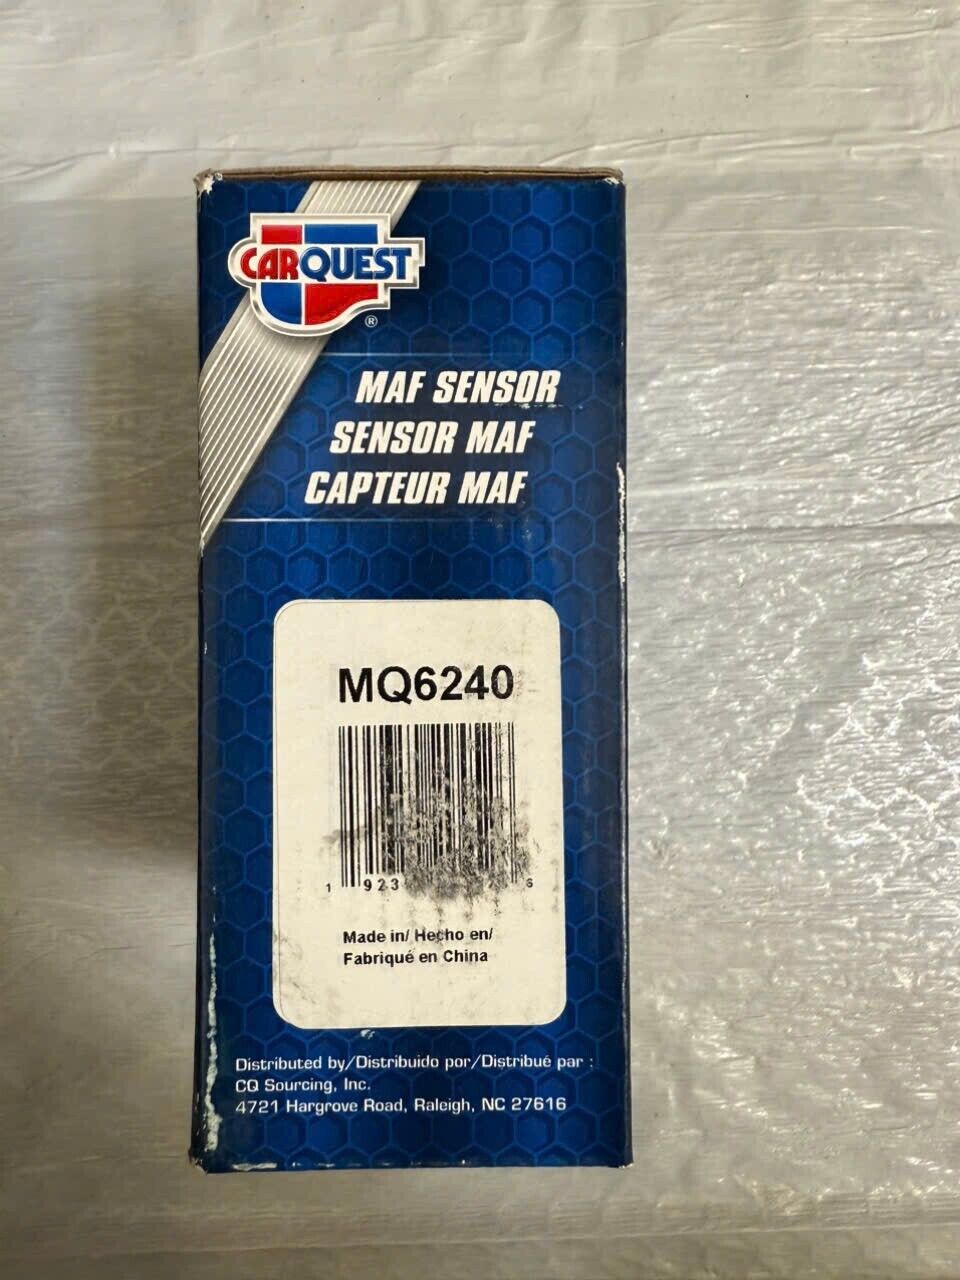 CARQUEST
®
MAF SENSOR
SENSOR MAF
CAPTEUR MAF
MQ6240
1 923 6
Made in/ Hecho en/
Fabriqué en China
Distributed by/Distribuido por/Distribué par :
CQ Sourcing, Inc.
4721 Hargrove Road, Raleigh, NC 27616